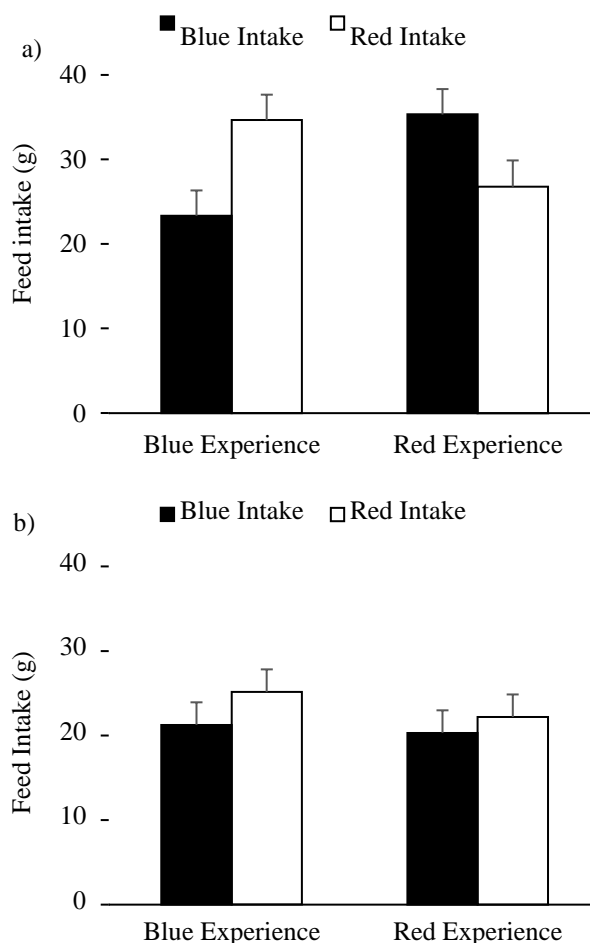 Blue Intake Red Intake
a)
40
30
20
10
0
Feed intake (g)
Blue Experience Red Experience
Blue Intake Red Intake
b)
40
30
20
10
0
Feed Intake (g)
Blue Experience Red Experience